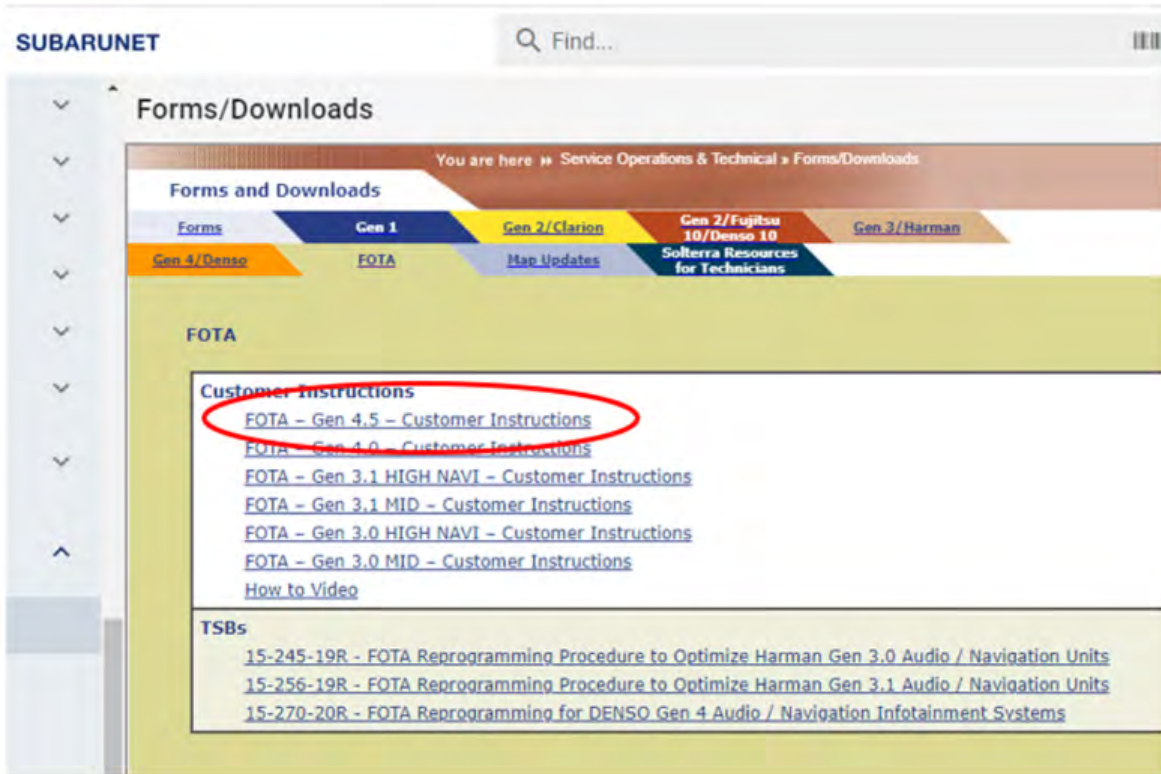 SUBARUNET
Find...
Forms/Downloads
You are here » Service Operations & Technical » Forms/Downloads
Forms and Downloads
Forms
Gen 1
Gen 2/Clarion
Gen 2/Fujitsu
10/Denso 10
Gen 3/Harman
Gen 4/Denso
FOTA
Map Updates
Solterra Resources
for Technicians
FOTA
Customer Instructions
FOTA – Gen 4.5 – Customer Instructions
FOTA – Gen 4.0 – Customer Instructions
FOTA – Gen 3.1 HIGH NAVI – Customer Instructions
FOTA – Gen 3.1 MID – Customer Instructions
FOTA – Gen 3.0 HIGH NAVI – Customer Instructions
FOTA – Gen 3.0 MID – Customer Instructions
How to Video
TSBs
15-245-19R - FOTA Reprogramming Procedure to Optimize Harman Gen 3.0 Audio / Navigation Units
15-256-19R - FOTA Reprogramming Procedure to Optimize Harman Gen 3.1 Audio / Navigation Units
15-270-20R - FOTA Reprogramming for DENSO Gen 4 Audio / Navigation Infotainment Systems